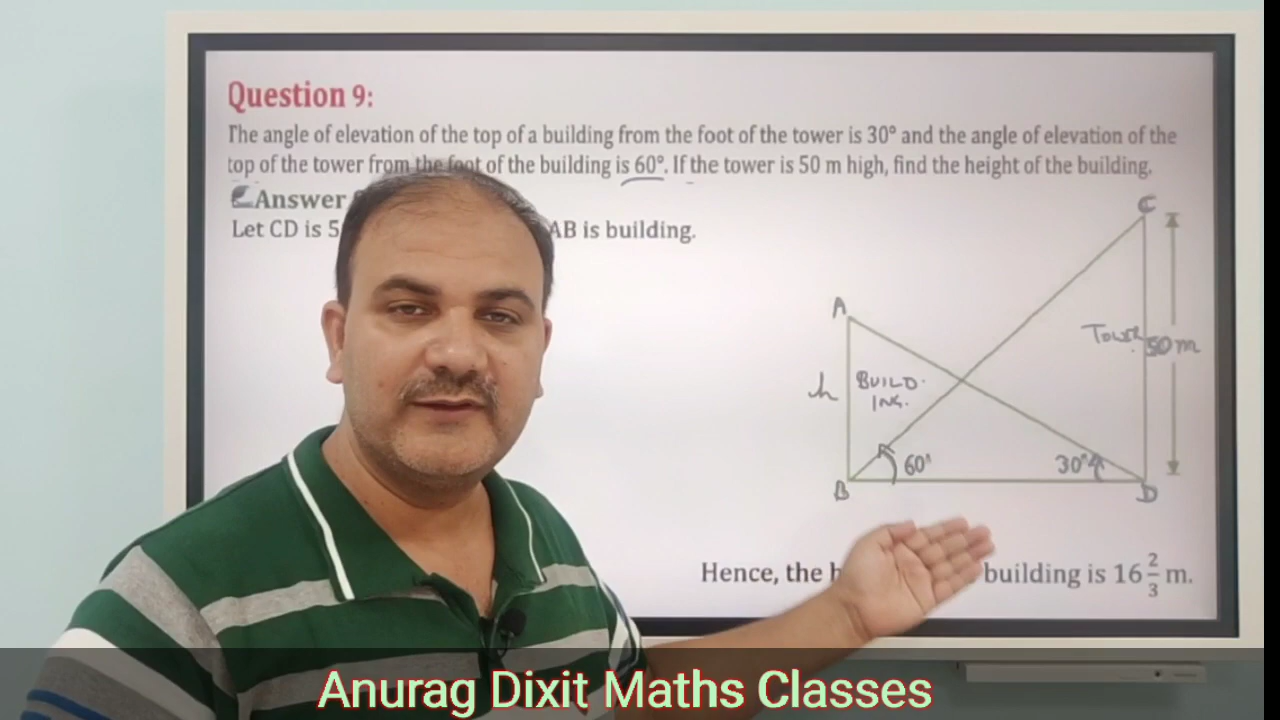 Question 9:
The angle of elevation of the top of a building from the foot of the tower is 30° and the angle of elevation of the
top of the tower from the foot of the building is 60°. If the tower is 50 m high, find the height of the building.
Answer
Let CD is 5 AB is building.
C
A
Tower
50m
h
BUILD.
ING.
60°
30°
B
D
Hence, the building is 16 2/3 m.
Anurag Dixit Maths Classes